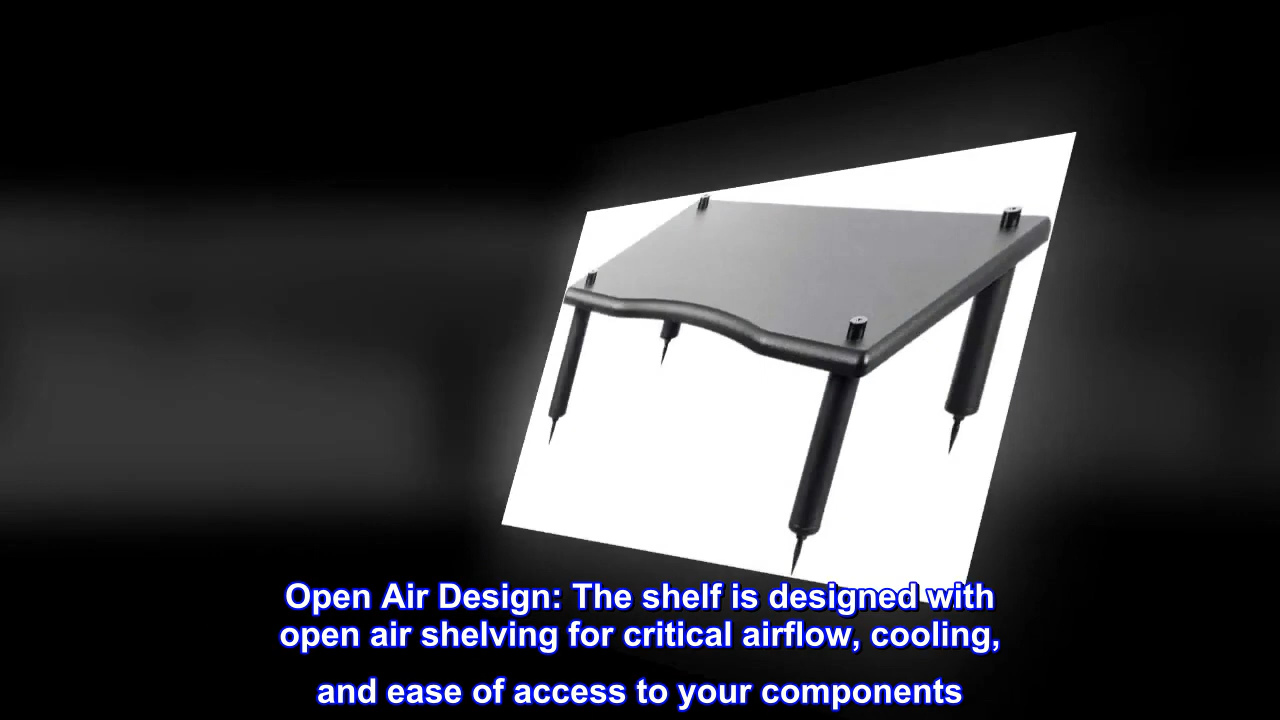 Open Air Design: The shelf is designed with
open air shelving for critical airflow, cooling,
and ease of access to your components